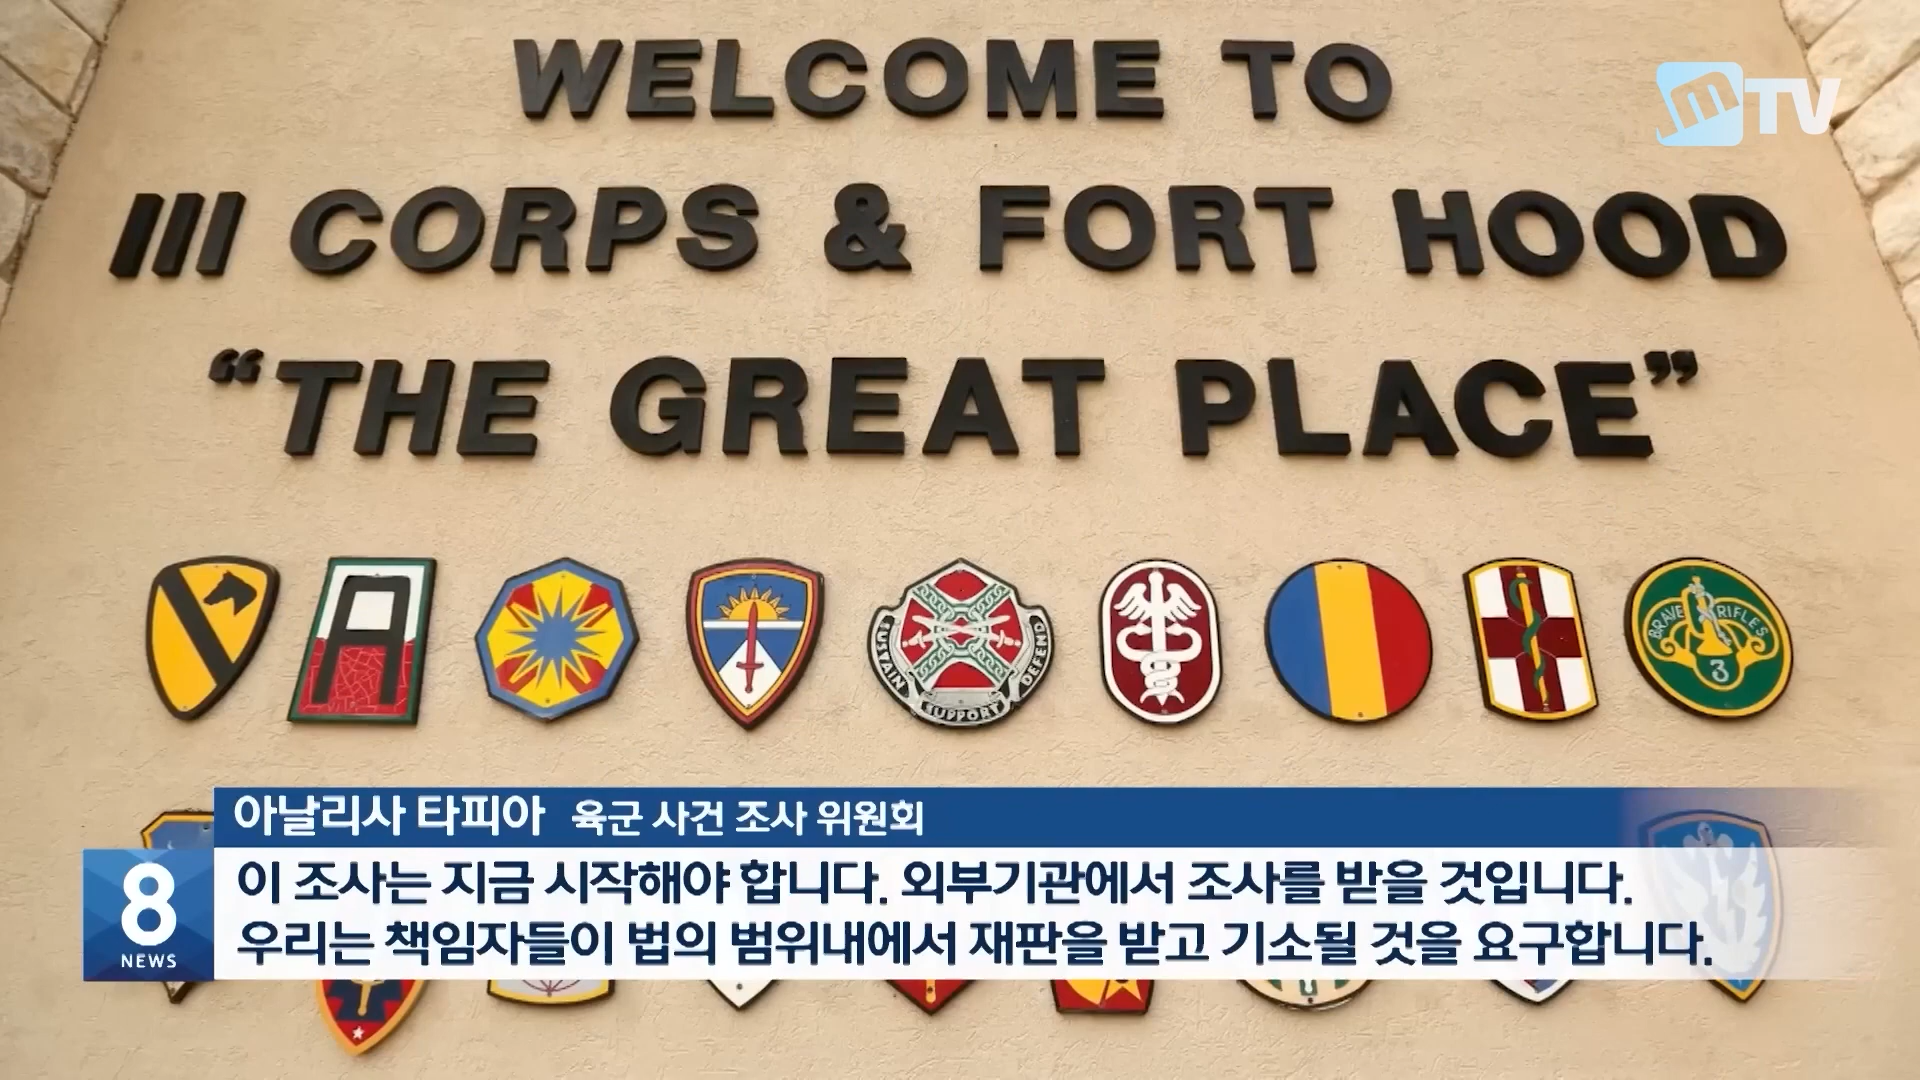 WELCOME TO
mTV
III CORPS & FORT HOOD
“THE GREAT PLACE”
SUSTAIN SUPPORT DEFEND
BRAVE RIFLES
3
아날리사 타피아 육군 사건 조사 위원회
이 조사는 지금 시작해야 합니다. 외부기관에서 조사를 받을 것입니다.
우리는 책임자들이 법의 범위내에서 재판을 받고 기소될 것을 요구합니다.
8
NEWS